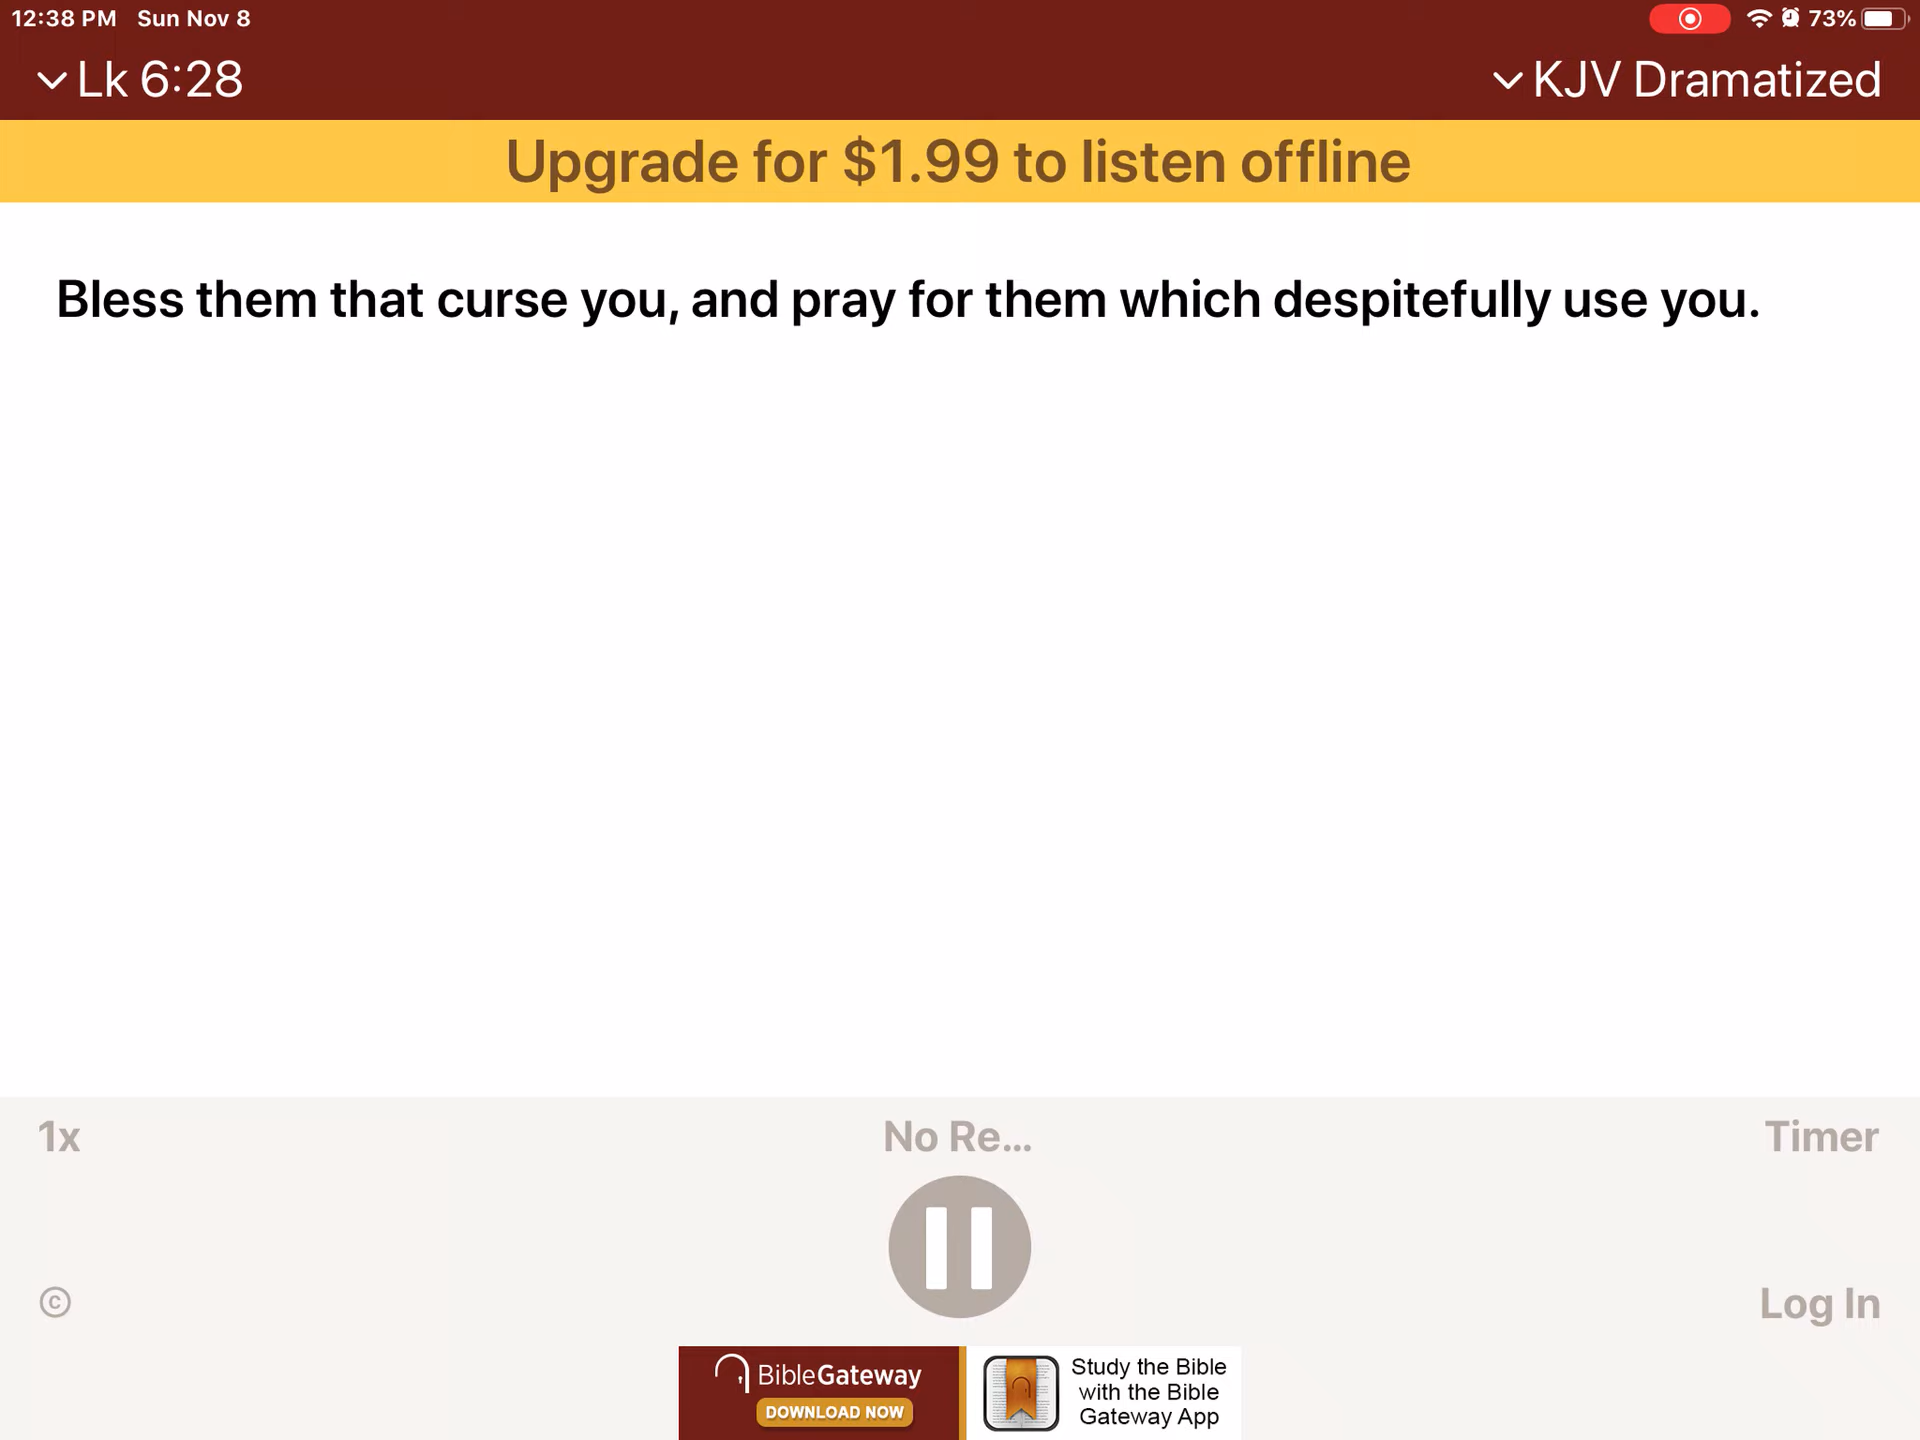 12:38 PM Sun Nov 8
73%
Lk 6:28
KJV Dramatized
Upgrade for $1.99 to listen offline
Bless them that curse you, and pray for them which despitefully use you.
1x
No Re...
Timer
©
Log In
BibleGateway
DOWNLOAD NOW
Study the Bible
with the Bible
Gateway App